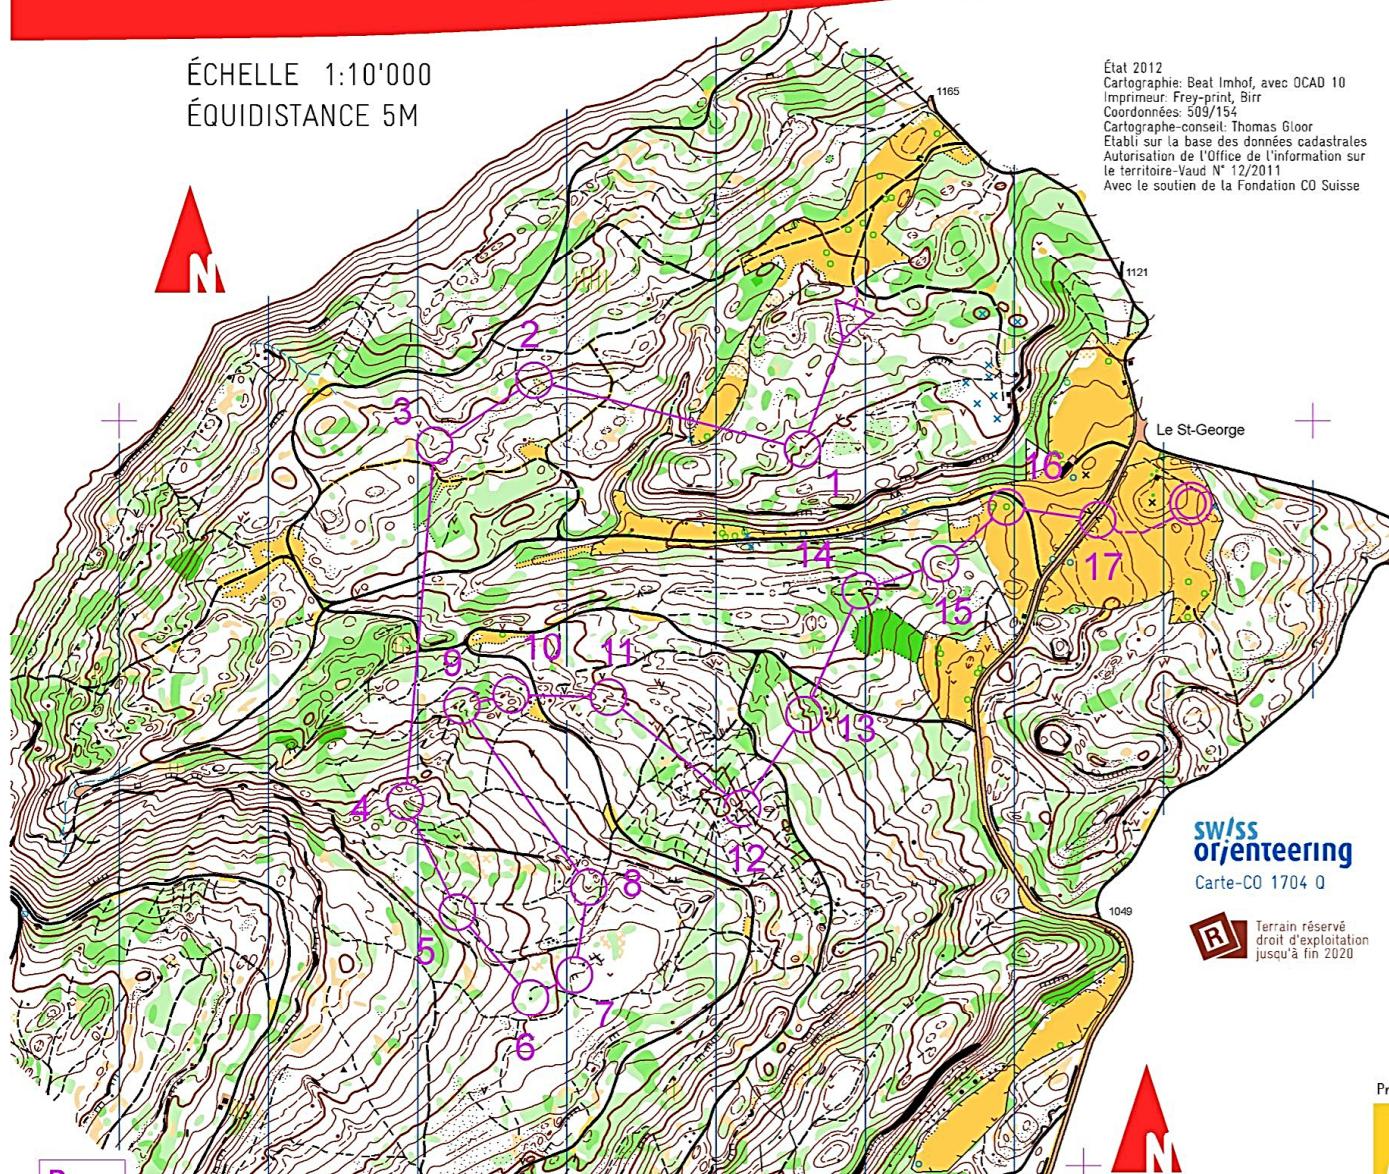 ÉCHELLE 1:10'000
ÉQUIDISTANCE 5M
État 2012
Cartographie: Beat Imhof, avec OCAD 10
Imprimeur: Frey-print, Birr
Coordonnées: 509/154
Cartographe-conseil: Thomas Gloor
Etabli sur la base des données cadastrales
Autorisation de l'Office de l'information sur
le territoire-Vaud N° 12/2011
Avec le soutien de la Fondation CO Suisse
1165
N
1121
2
3
Le St-George
1
16
14
17
15
10
11
9
13
4
12
8
5
7
6
swiss
orienteering
Carte-CO 1704 Q
1049
R
Terrain réservé
droit d'exploitation
jusqu'à fin 2020
N